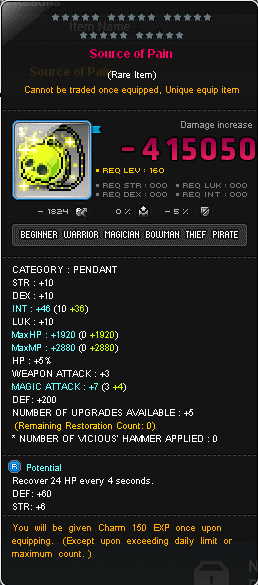 Item Name
Source of Pain
Source of Pain
(Rare Item)
Cannot be traded once equipped, Unique equip item
Damage increase
- 415050
REQ LEV : 160
REQ STR : 000 REQ LUK : 000
REQ DEX : 000 REQ INT : 000
- 1824 0 % - 5 %
BEGINNER WARRIOR MAGICIAN BOWMAN THIEF PIRATE
CATEGORY : PENDANT
STR : +10
DEX : +10
INT : +46 (10 +36)
LUK : +10
MaxHP : +1920 (0 +1920)
MaxMP : +2880 (0 +2880)
HP : +5%
WEAPON ATTACK : +3
MAGIC ATTACK : +7 (3 +4)
DEF: +200
NUMBER OF UPGRADES AVAILABLE : +5
(Remaining Restoration Count: 0)
* NUMBER OF VICIOUS' HAMMER APPLIED : 0
R Potential
Recover 24 HP every 4 seconds.
DEF: +60
STR: +6
You will be given Charm 150 EXP once upon
equipping. (Except upon exceeding daily limit or
maximum count. )